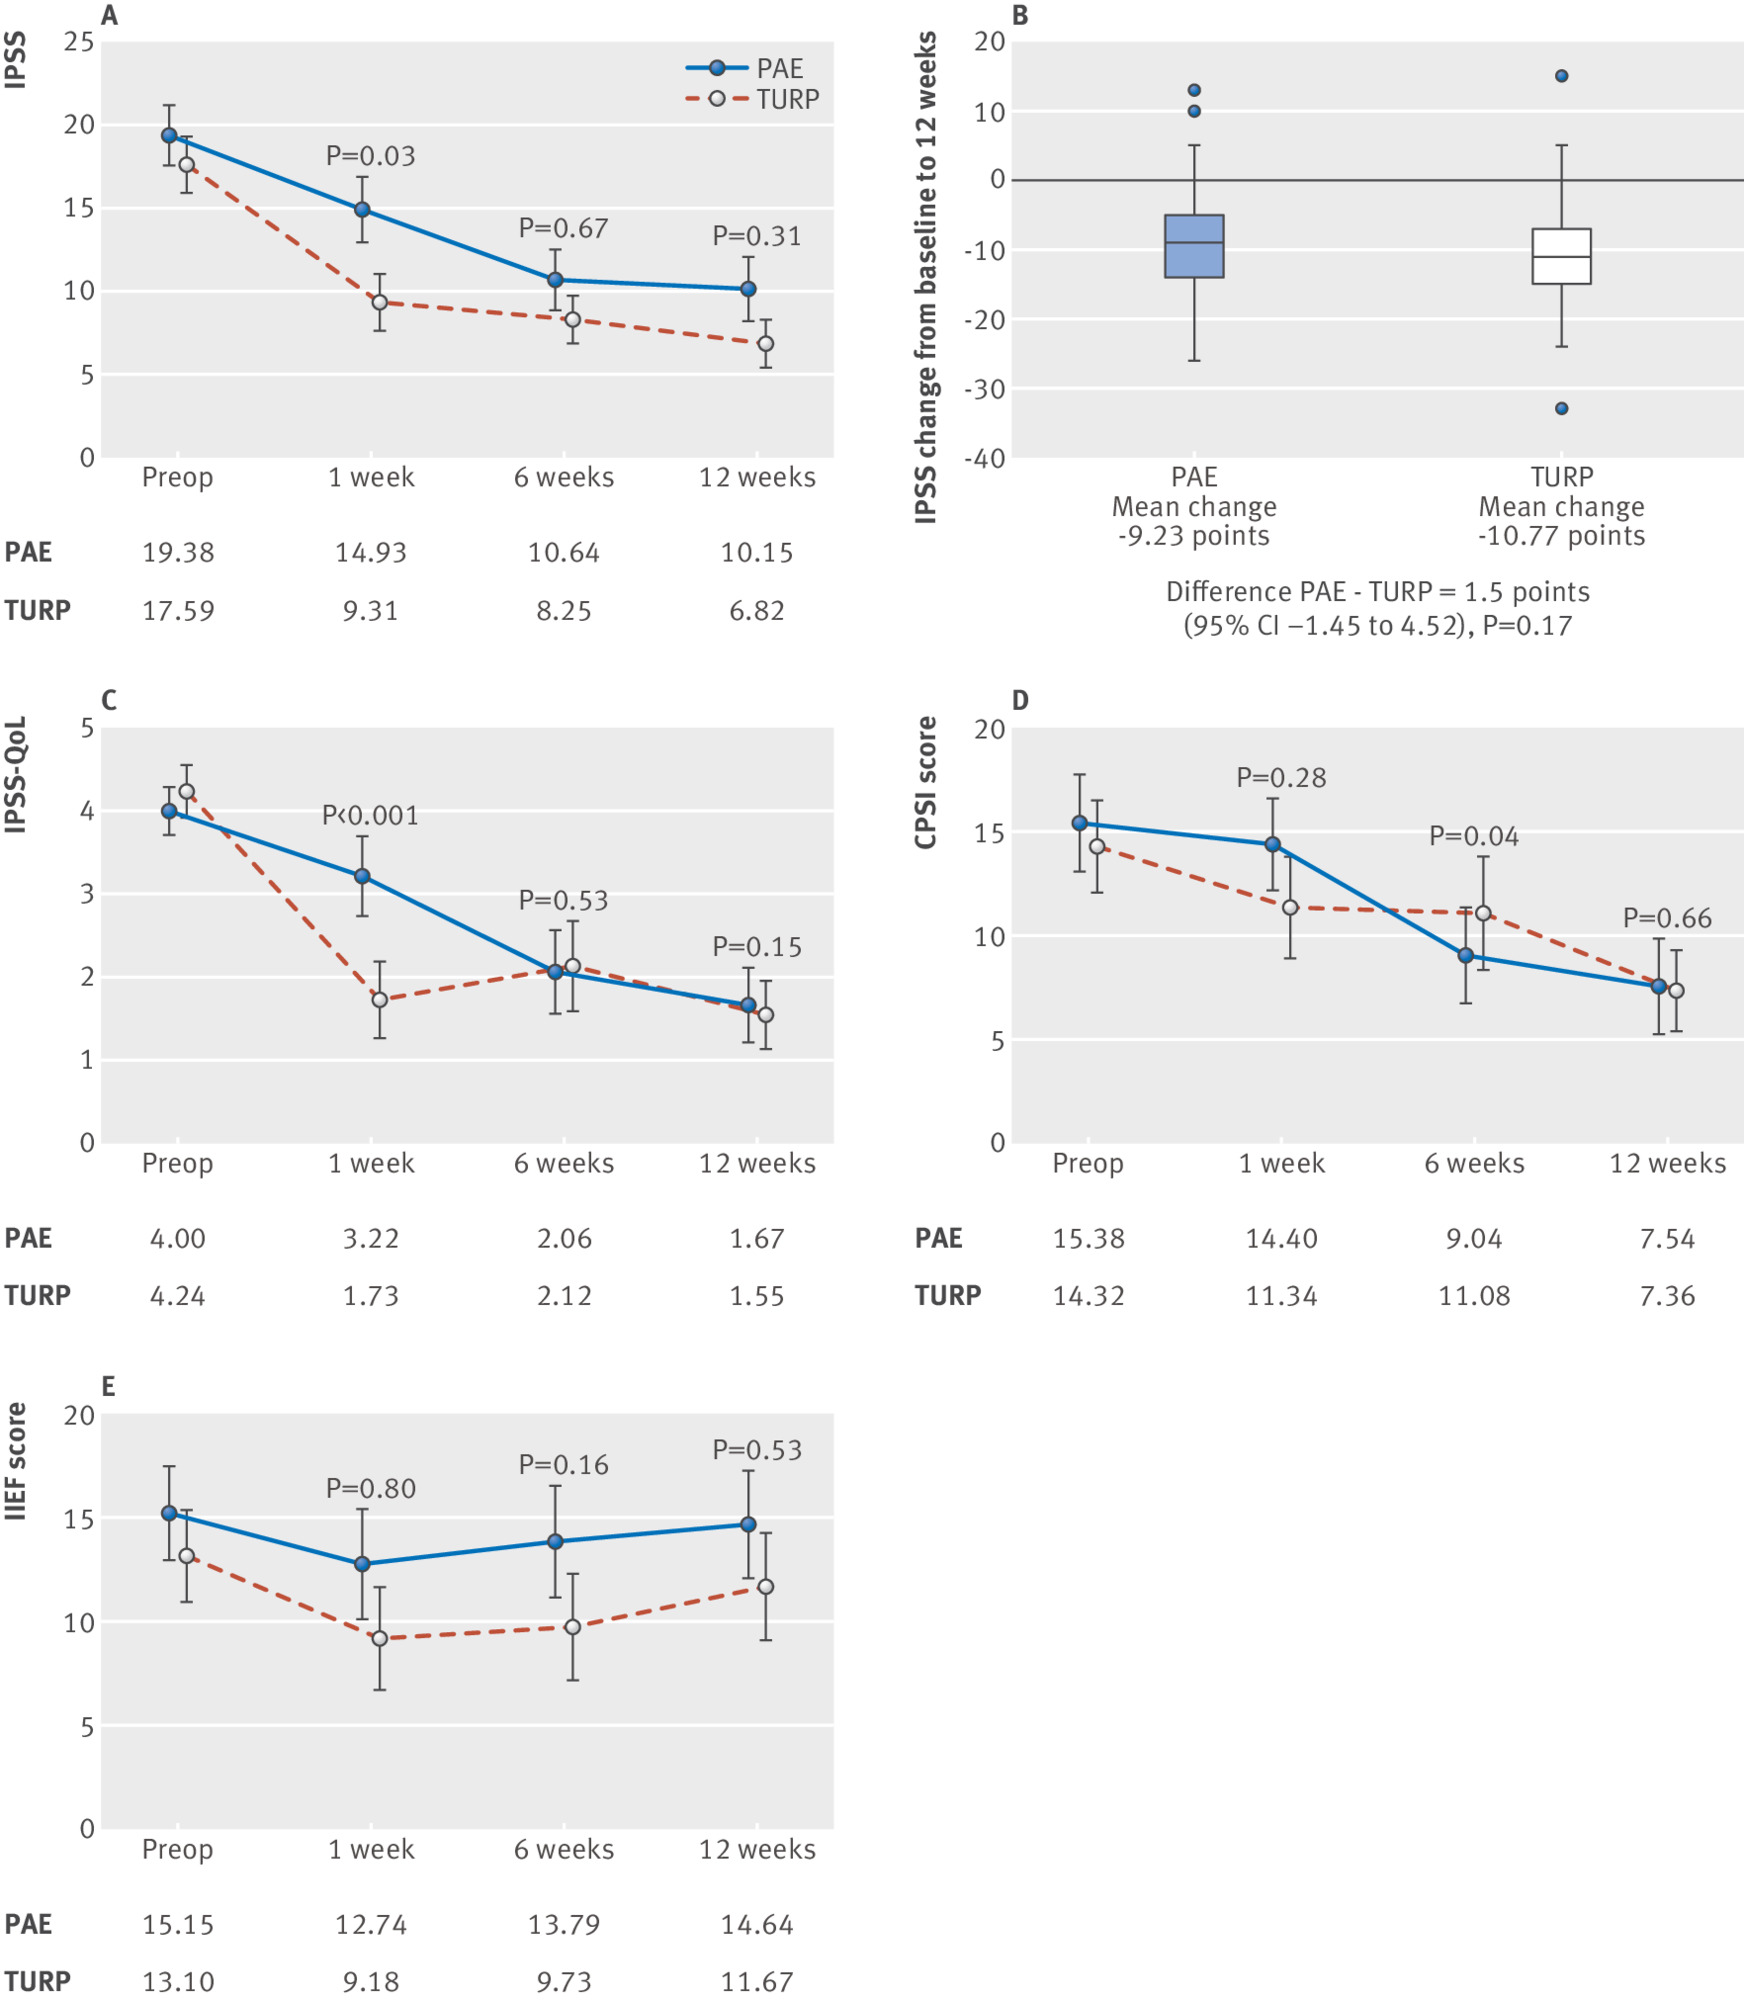 A
IPSS
25
20
15
10
5
0
PAE
TURP
P=0.03
P=0.67
P=0.31
Preop 1 week 6 weeks 12 weeks
PAE 19.38 14.93 10.64 10.15
TURP 17.59 9.31 8.25 6.82
B
IPSS change from baseline to 12 weeks
20
10
0
-10
-20
-30
-40
PAE TURP
Mean change Mean change
-9.23 points -10.77 points
Difference PAE - TURP = 1.5 points
(95% CI –1.45 to 4.52), P=0.17
C
IPSS-QoL
5
4
3
2
1
0
P<0.001
P=0.53
P=0.15
Preop 1 week 6 weeks 12 weeks
PAE 4.00 3.22 2.06 1.67
TURP 4.24 1.73 2.12 1.55
D
CPSI score
20
15
10
5
0
P=0.28
P=0.04
P=0.66
Preop 1 week 6 weeks 12 weeks
PAE 15.38 14.40 9.04 7.54
TURP 14.32 11.34 11.08 7.36
E
IIEF score
20
15
10
5
0
P=0.80
P=0.16
P=0.53
Preop 1 week 6 weeks 12 weeks
PAE 15.15 12.74 13.79 14.64
TURP 13.10 9.18 9.73 11.67